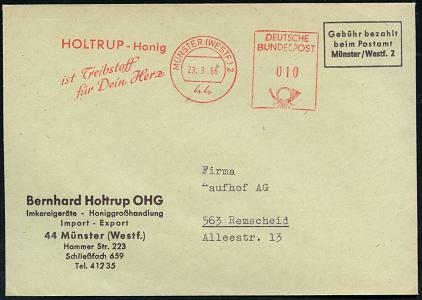 HOLTRUP - Honig
ist Treibstoff
für Dein Herz
MÜNSTER (WESTF.) 2
23. 3. 66
44
DEUTSCHE
BUNDESPOST
010
Gebühr bezahlt
beim Postamt
Münster/Westf. 2
Bernhard Holtrup OHG
Imkereigeräte - Honiggroßhandlung
Import - Export
44 Münster (Westf.)
Hammer Str. 223
Schließfach 659
Tel. 41235
Firma
Kaufhof AG
563 Remscheid
Alleestr. 13